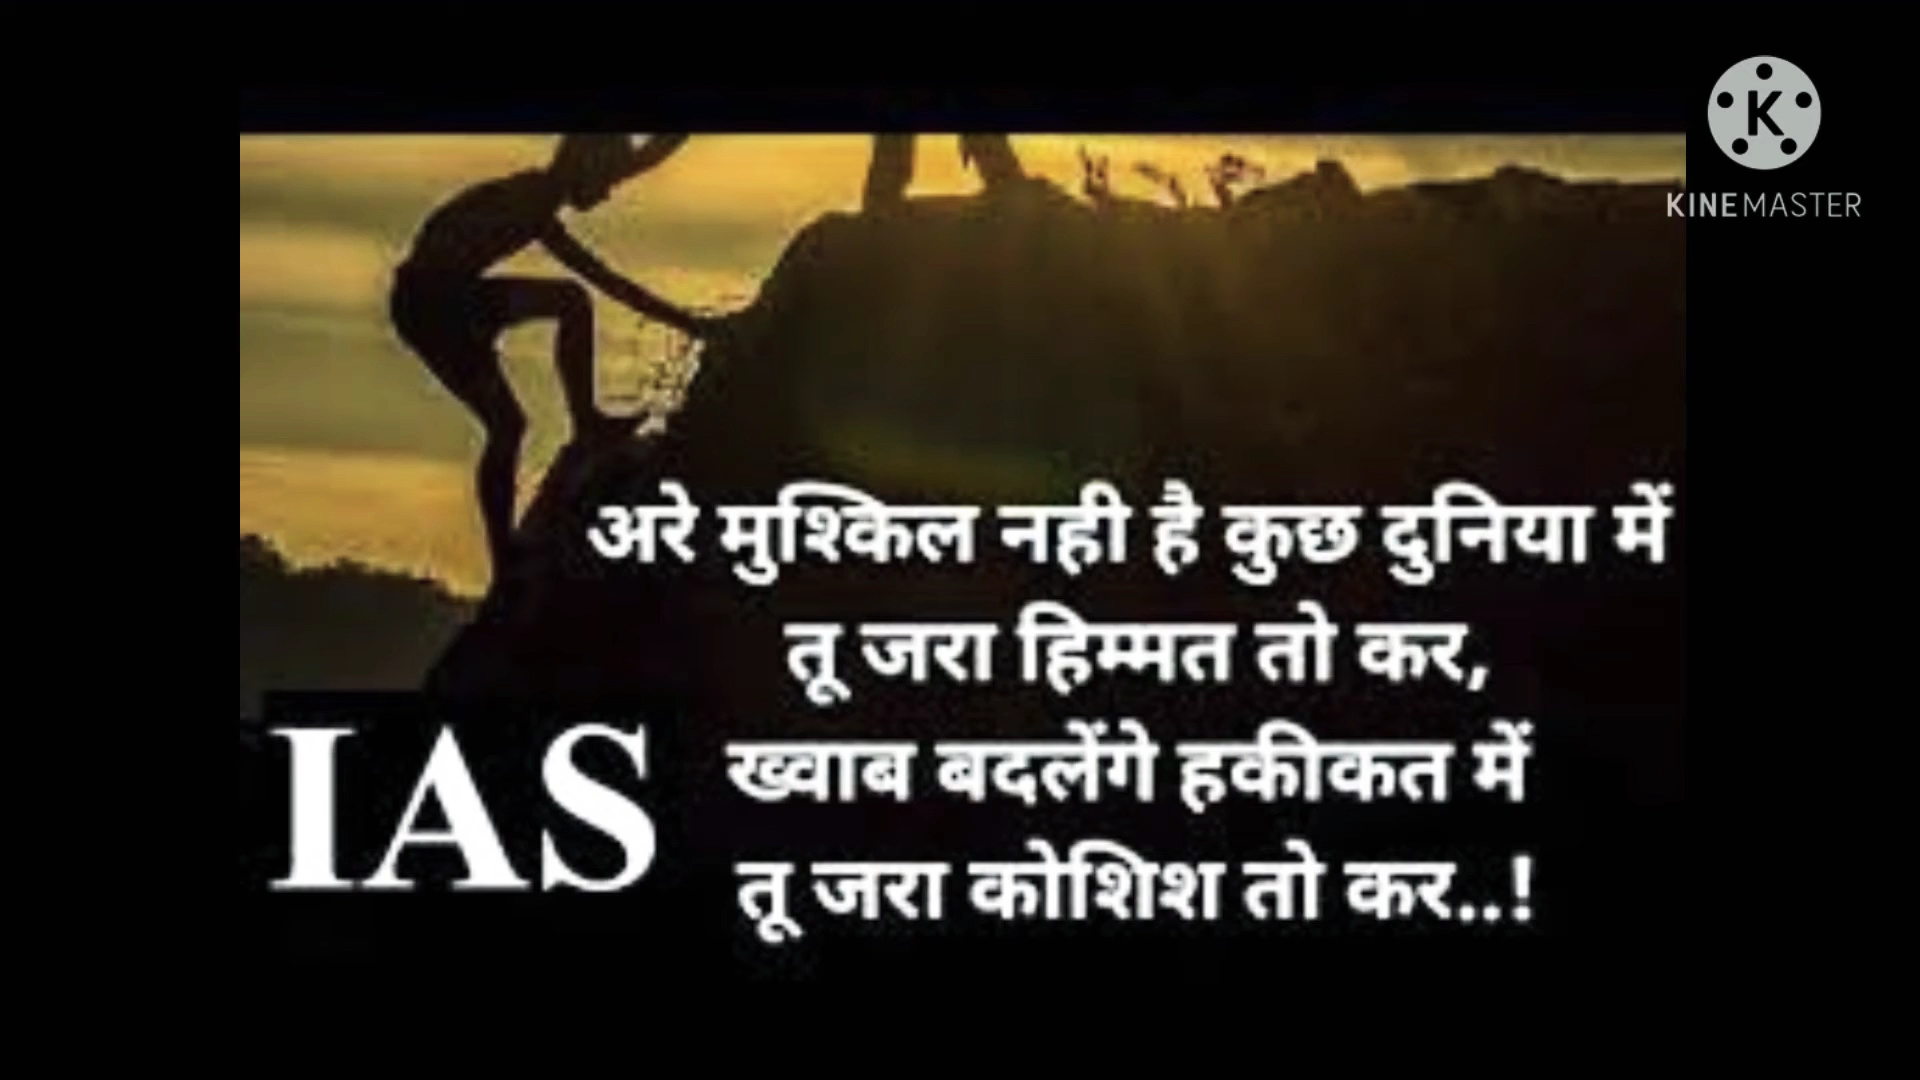 KINEMASTER
अरे मुश्किल नही है कुछ दुनिया में
तू जरा हिम्मत तो कर,
ख्वाब बदलेंगे हकीकत में
तू जरा कोशिश तो कर..!
IAS